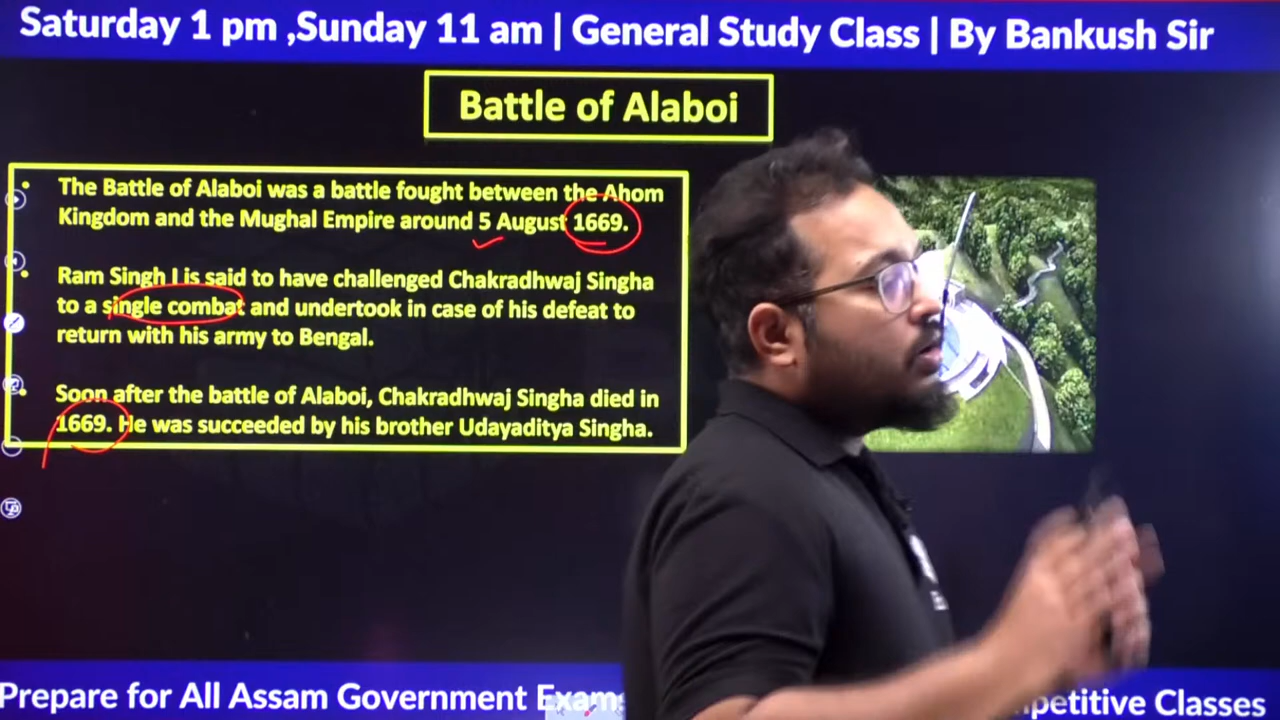 Saturday 1 pm ,Sunday 11 am | General Study Class | By Bankush Sir
Battle of Alaboi
• The Battle of Alaboi was a battle fought between the Ahom
Kingdom and the Mughal Empire around 5 August 1669.
• Ram Singh I is said to have challenged Chakradhwaj Singha
to a single combat and undertook in case of his defeat to
return with his army to Bengal.
• Soon after the battle of Alaboi, Chakradhwaj Singha died in
1669. He was succeeded by his brother Udayaditya Singha.
Prepare for All Assam Government Exams
Classes